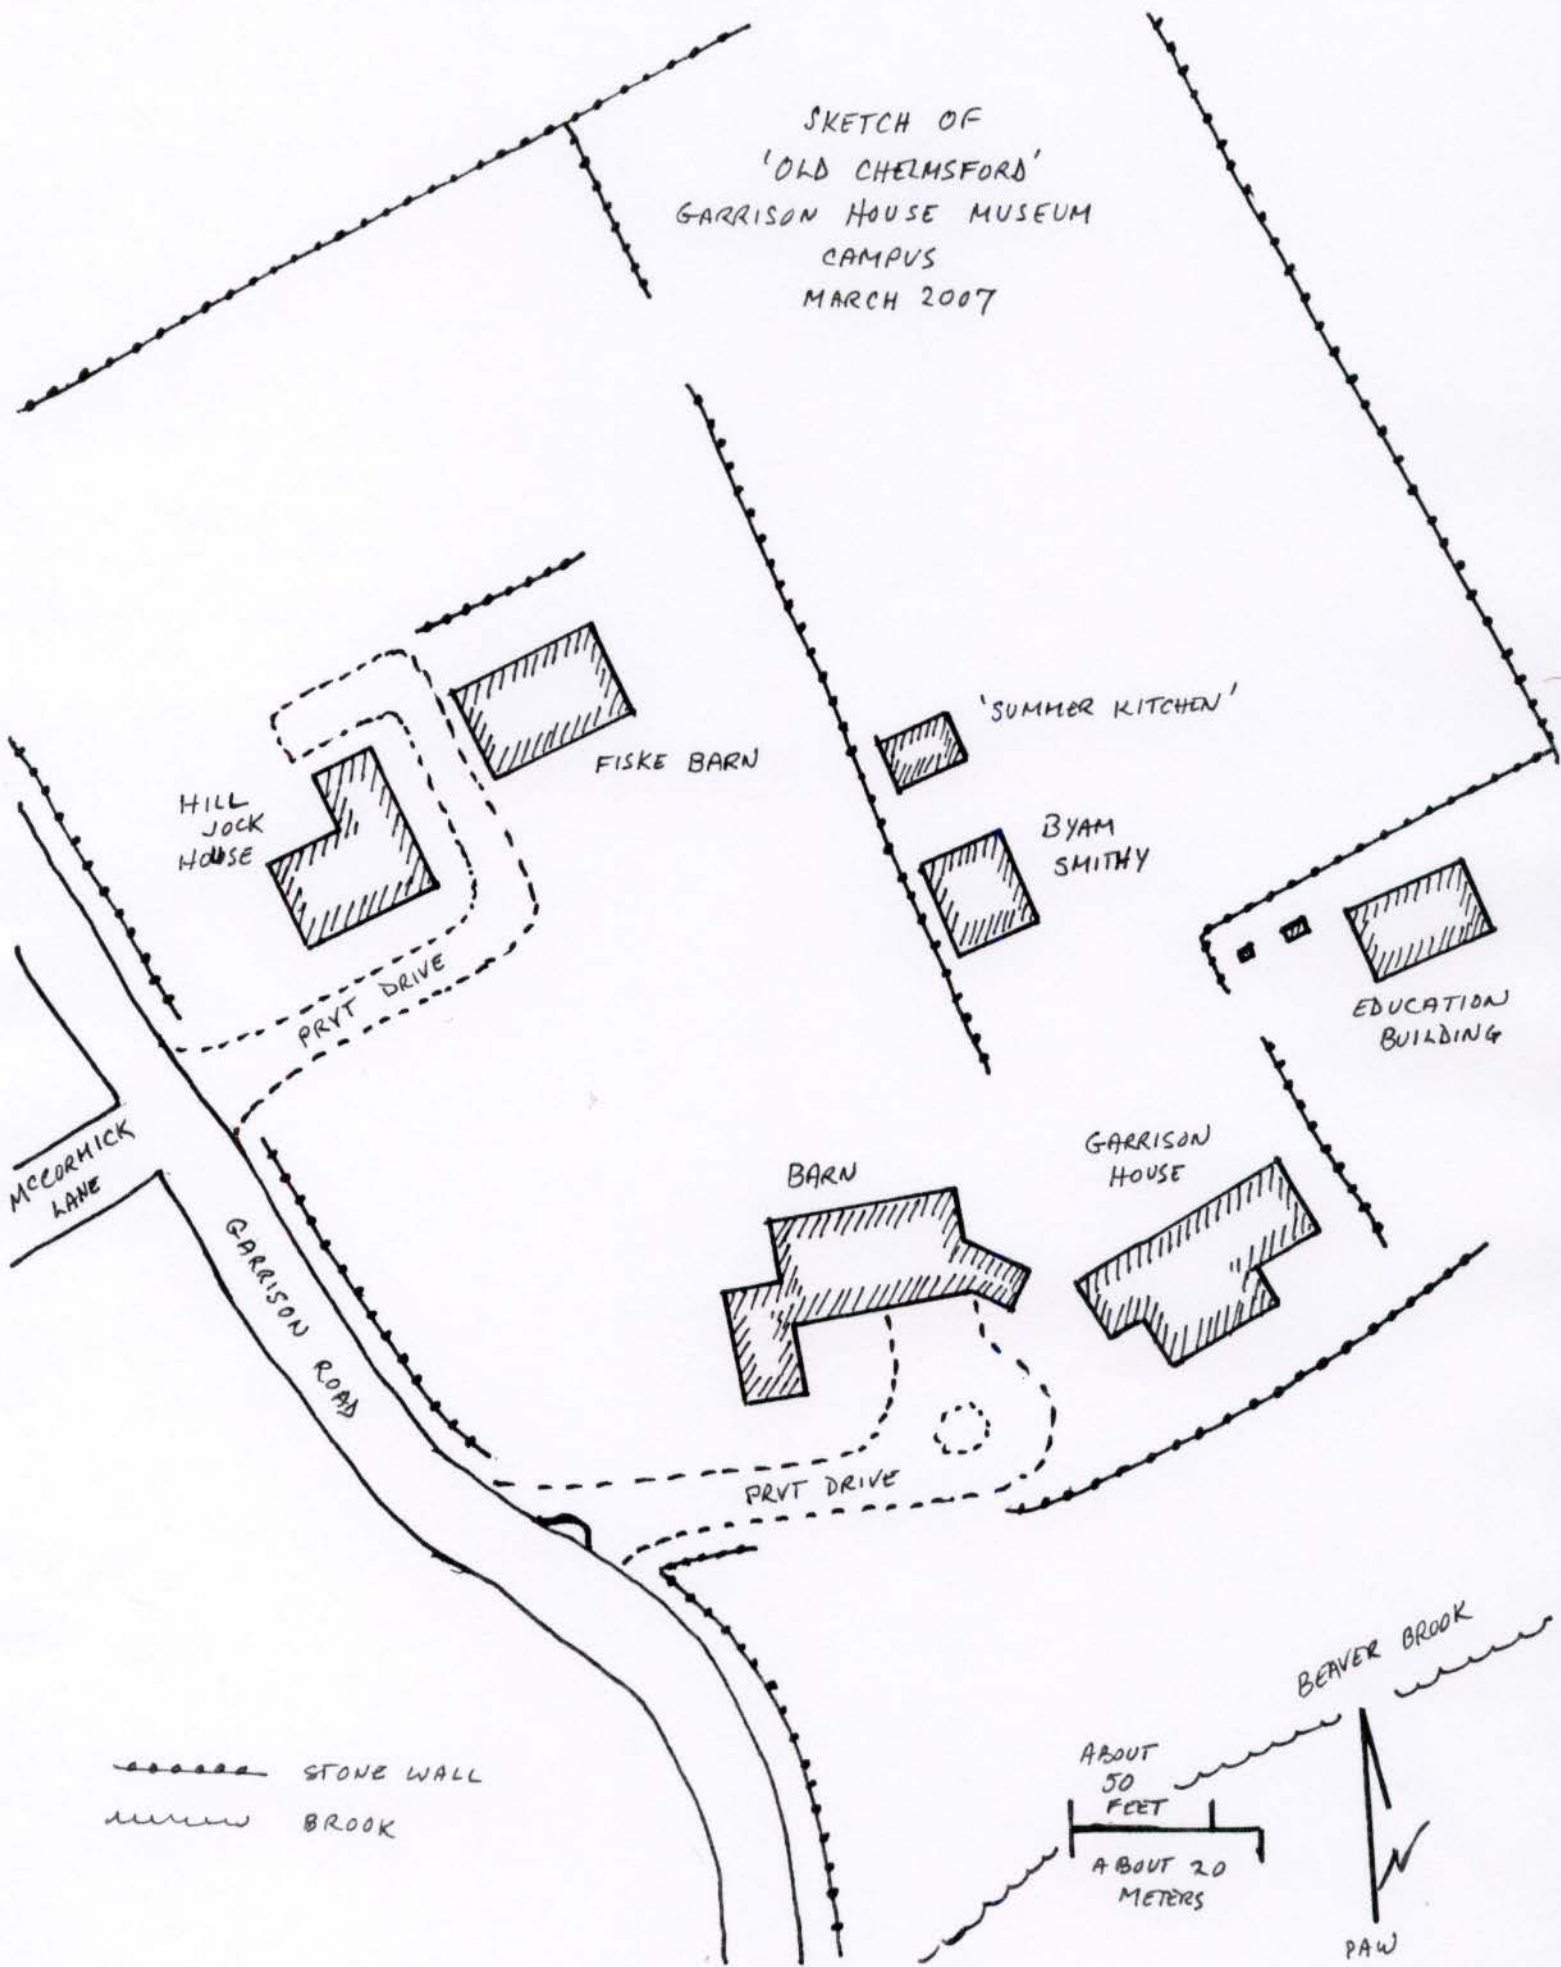 SKETCH OF
'OLD CHELMSFORD'
GARRISON HOUSE MUSEUM
CAMPUS
MARCH 2007
'SUMMER KITCHEN'
FISKE BARN
HILL
JOCK
HOUSE
BYAM
SMITHY
PRVT DRIVE
EDUCATION
BUILDING
MCCORMICK
LANE
GARRISON
HOUSE
BARN
GARRISON ROAD
PRVT DRIVE
BEAVER BROOK
ABOUT
50
FEET
ABOUT 20
METERS
STONE WALL
BROOK
N
PAW